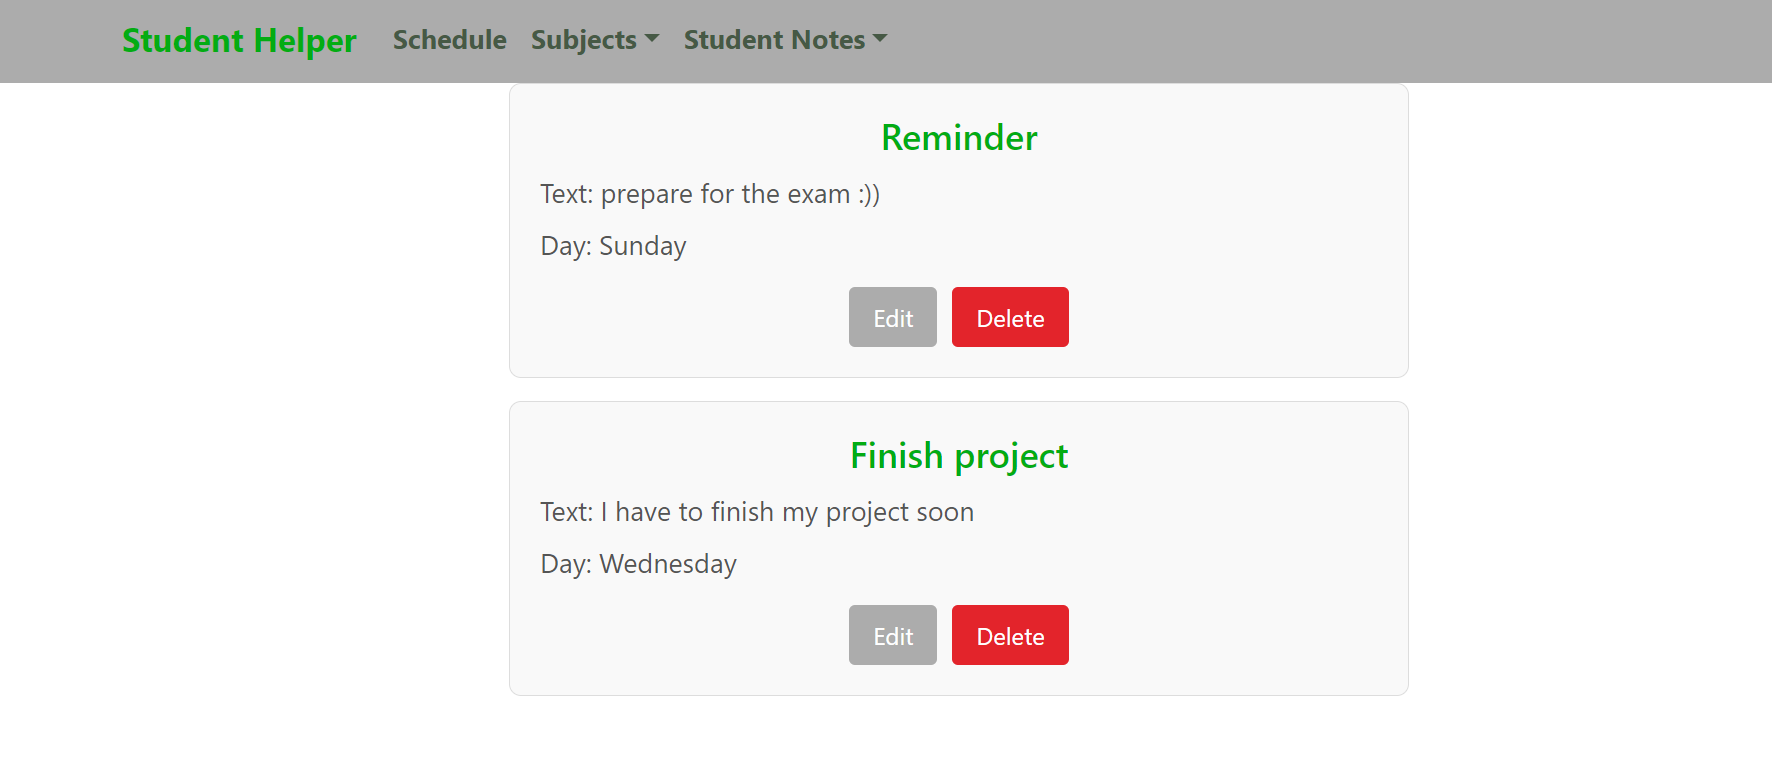 Student Helper Schedule Subjects Student Notes
Reminder
Text: prepare for the exam :))
Day: Sunday
Edit Delete
Finish project
Text: I have to finish my project soon
Day: Wednesday
Edit Delete